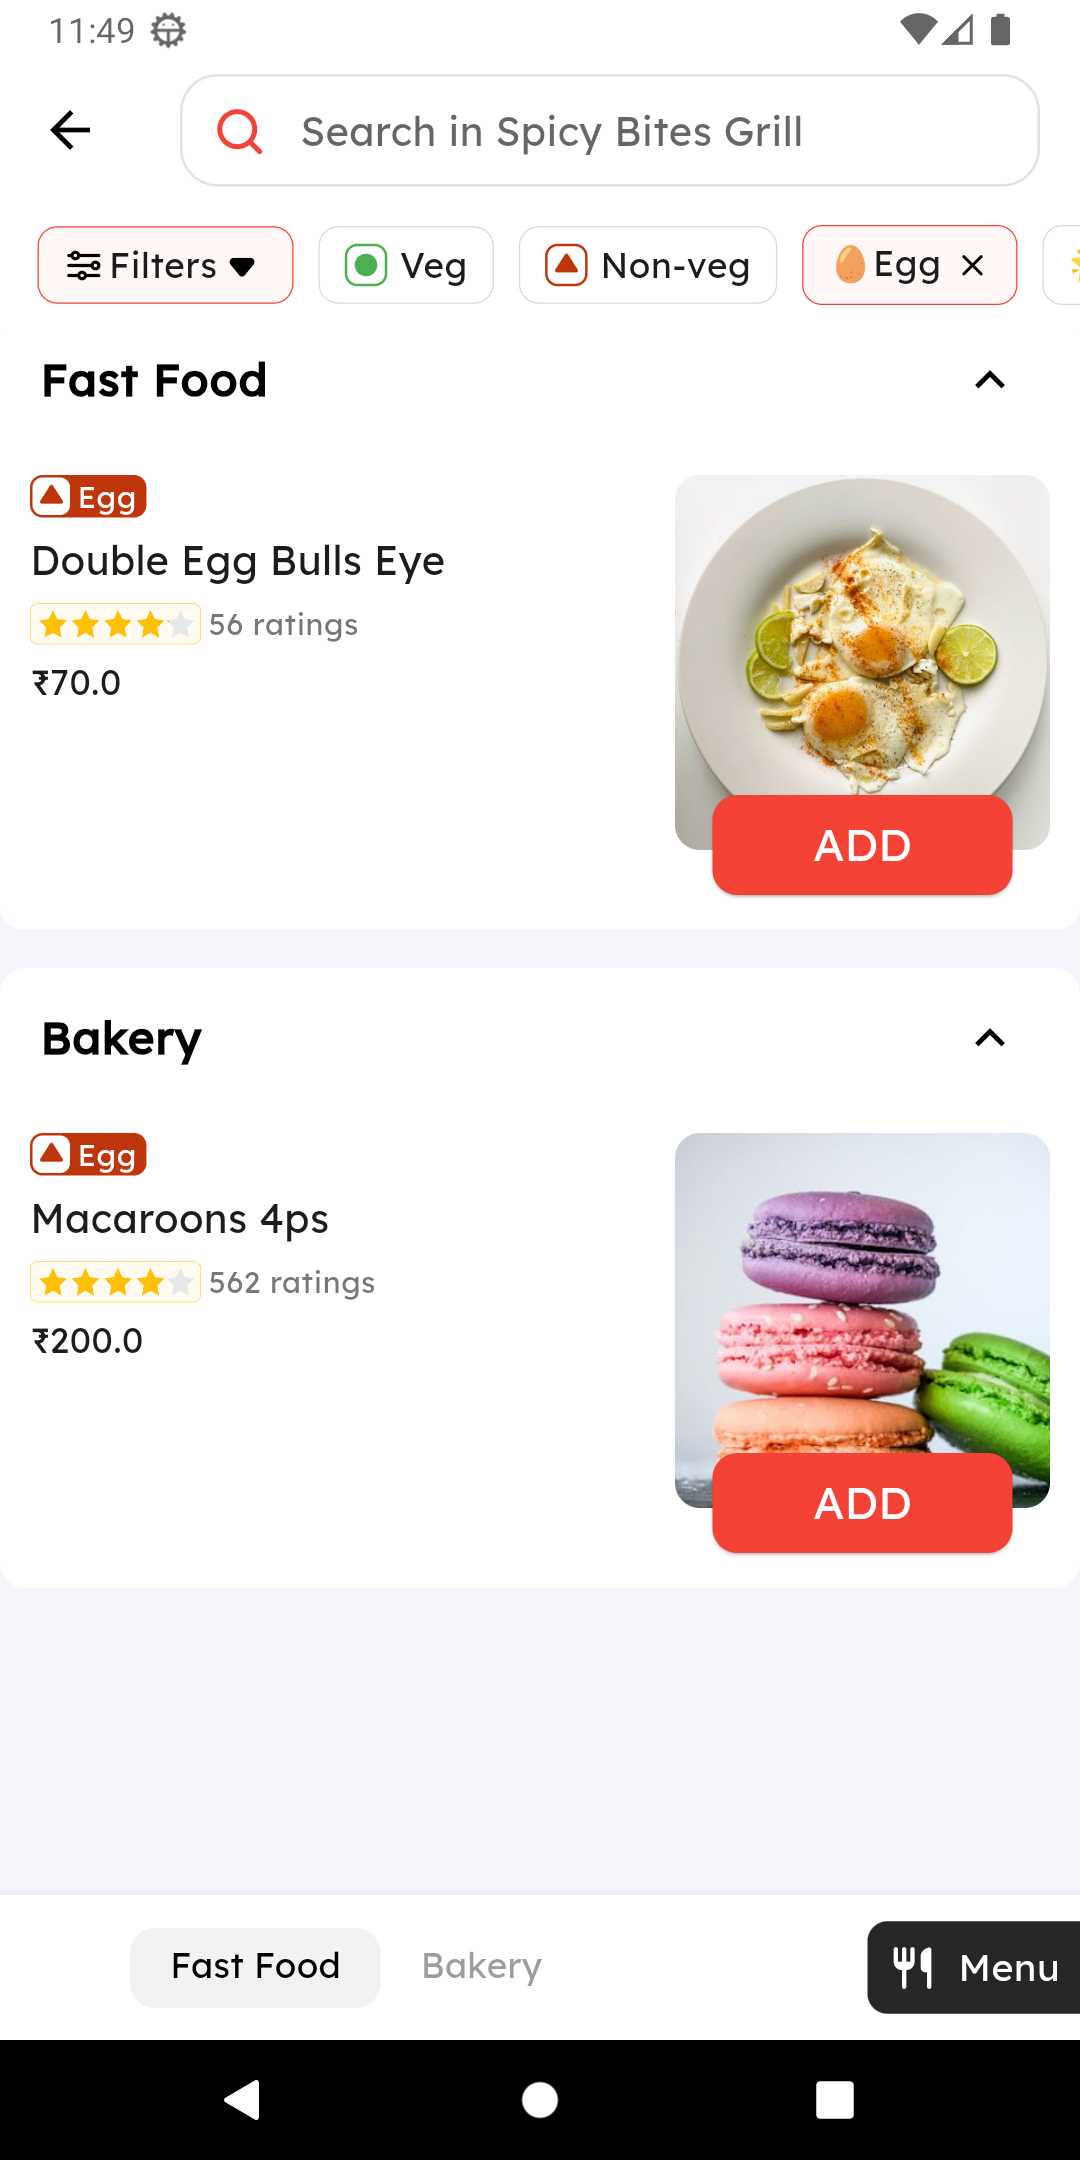 11:49
Search in Spicy Bites Grill
Filters Veg Non-veg Egg
Fast Food
Egg
Double Egg Bulls Eye
56 ratings
₹70.0
ADD
Bakery
Egg
Macaroons 4ps
562 ratings
₹200.0
ADD
Fast Food Bakery Menu